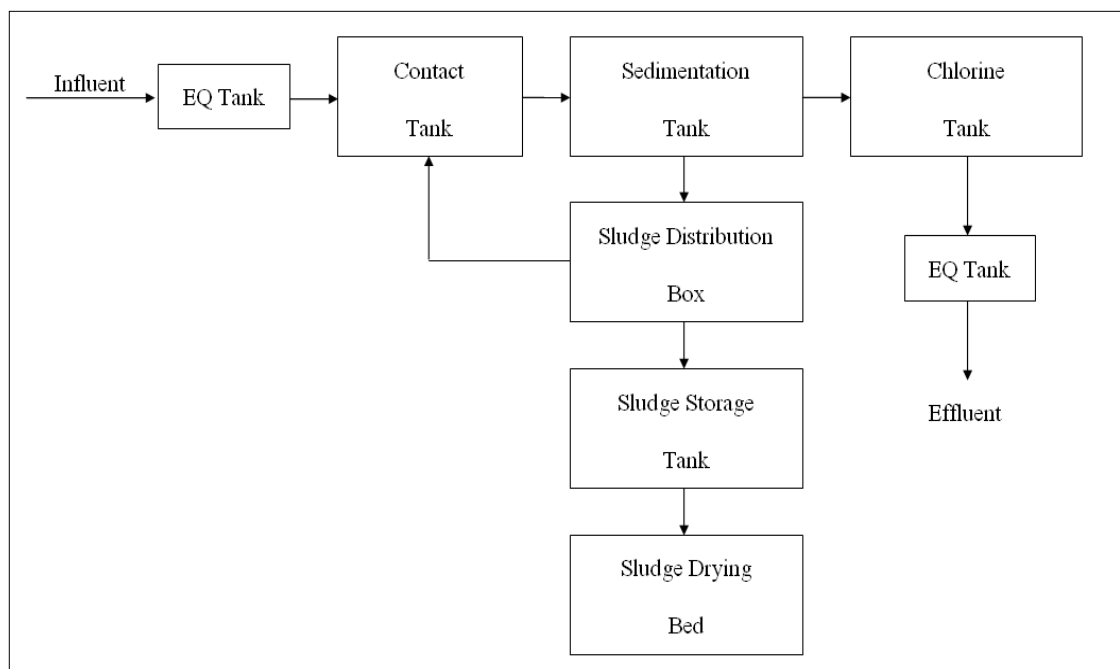 Influent
EQ Tank
Contact
Tank
Sedimentation
Tank
Chlorine
Tank
Sludge Distribution
Box
EQ Tank
Sludge Storage
Tank
Effluent
Sludge Drying
Bed